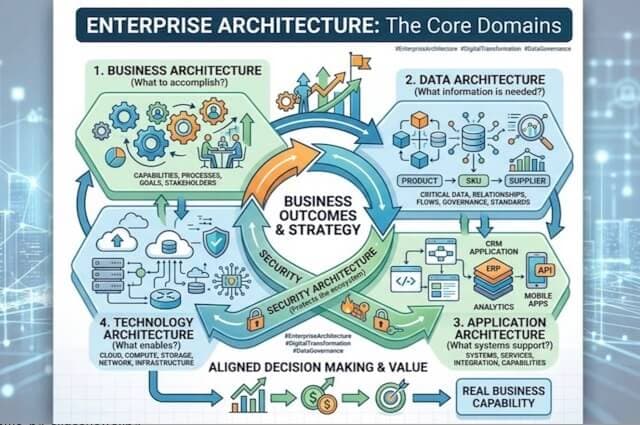 ENTERPRISE ARCHITECTURE: The Core Domains
#EnterpriseArchitecture #DigitalTransformation #DataGovernance
1. BUSINESS ARCHITECTURE
(What to accomplish?)
CAPABILITIES, PROCESSES,
GOALS, STAKEHOLDERS
2. DATA ARCHITECTURE
(What information is needed?)
PRODUCT
SKU
SUPPLIER
CRITICAL DATA, RELATIONSHIPS,
FLOWS, GOVERNANCE, STANDARDS
BUSINESS
OUTCOMES
& STRATEGY
SECURITY
SECURITY ARCHITECTURE
(Protects the ecosystem)
CRM
APPLICATION
ERP
</>
API
ANALYTICS
MOBILE
APPS
3. APPLICATION
ARCHITECTURE
(What systems support?)
SYSTEMS, SERVICES,
INTEGRATION, CAPABILITIES
4. TECHNOLOGY
ARCHITECTURE
(What enables?)
CLOUD, COMPUTE, STORAGE,
NETWORK, INFRASTRUCTURE
#EnterpriseArchitecture
#DigitalTransformation
#DataGovernance
ALIGNED DECISION MAKING & VALUE
$
$
REAL BUSINESS
CAPABILITY